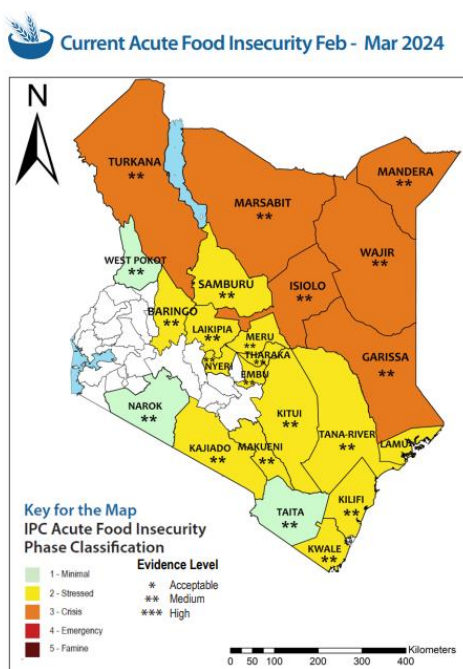 Current Acute Food Insecurity Feb - Mar 2024
N
TURKANA
**
MANDERA
**
MARSABIT
**
WAJIR
**
WEST POKOT
**
SAMBURU
**
ISIOLO
**
BARINGO
**
LAIKIPIA
**
MERU
**
THARAKA
**
NYERI
**
EMBU
**
GARISSA
**
NAROK
**
KITUI
**
TANA-RIVER
**
LAMU
**
KAJIADO
**
MAKUENI
**
KILIFI
**
TAITA
**
KWALE
**
Key for the Map
IPC Acute Food Insecurity
Phase Classification
1 - Minimal
2 - Stressed
3 - Crisis
4 - Emergency
5 - Famine
Evidence Level
* Acceptable
** Medium
*** High
Kilometers
0 50 100 200 300 400